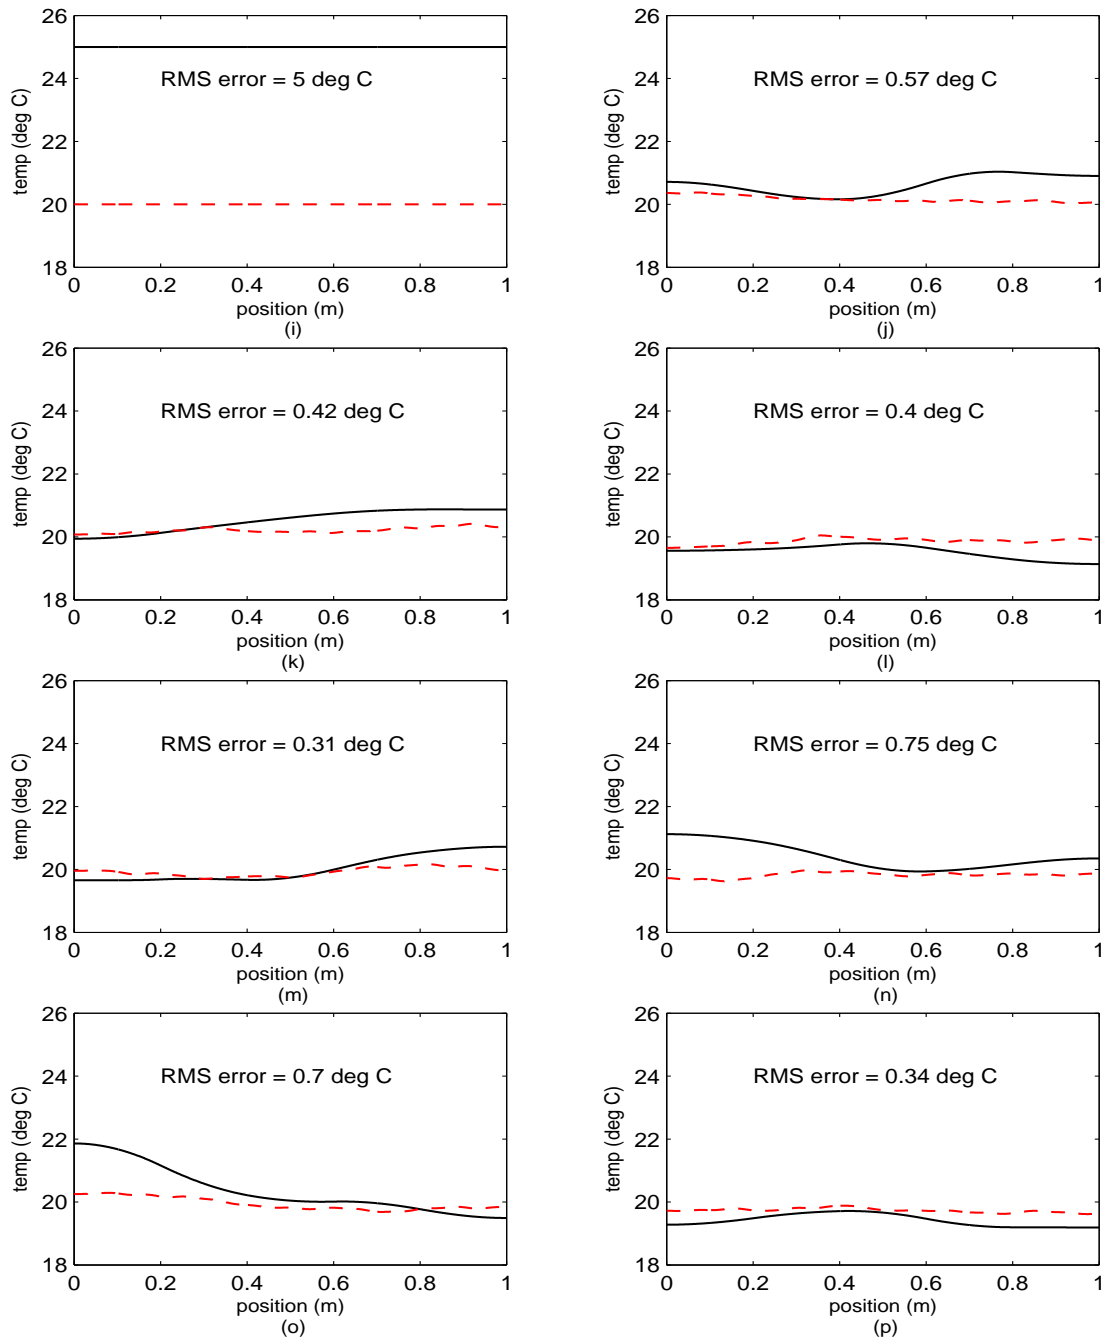 26
24
22
20
18
temp (deg C)
RMS error = 5 deg C
0 0.2 0.4 0.6 0.8 1
position (m)
(i)
26
24
22
20
18
temp (deg C)
RMS error = 0.57 deg C
0 0.2 0.4 0.6 0.8 1
position (m)
(j)
26
24
22
20
18
temp (deg C)
RMS error = 0.42 deg C
0 0.2 0.4 0.6 0.8 1
position (m)
(k)
26
24
22
20
18
temp (deg C)
RMS error = 0.4 deg C
0 0.2 0.4 0.6 0.8 1
position (m)
(l)
26
24
22
20
18
temp (deg C)
RMS error = 0.31 deg C
0 0.2 0.4 0.6 0.8 1
position (m)
(m)
26
24
22
20
18
temp (deg C)
RMS error = 0.75 deg C
0 0.2 0.4 0.6 0.8 1
position (m)
(n)
26
24
22
20
18
temp (deg C)
RMS error = 0.7 deg C
0 0.2 0.4 0.6 0.8 1
position (m)
(o)
26
24
22
20
18
temp (deg C)
RMS error = 0.34 deg C
0 0.2 0.4 0.6 0.8 1
position (m)
(p)